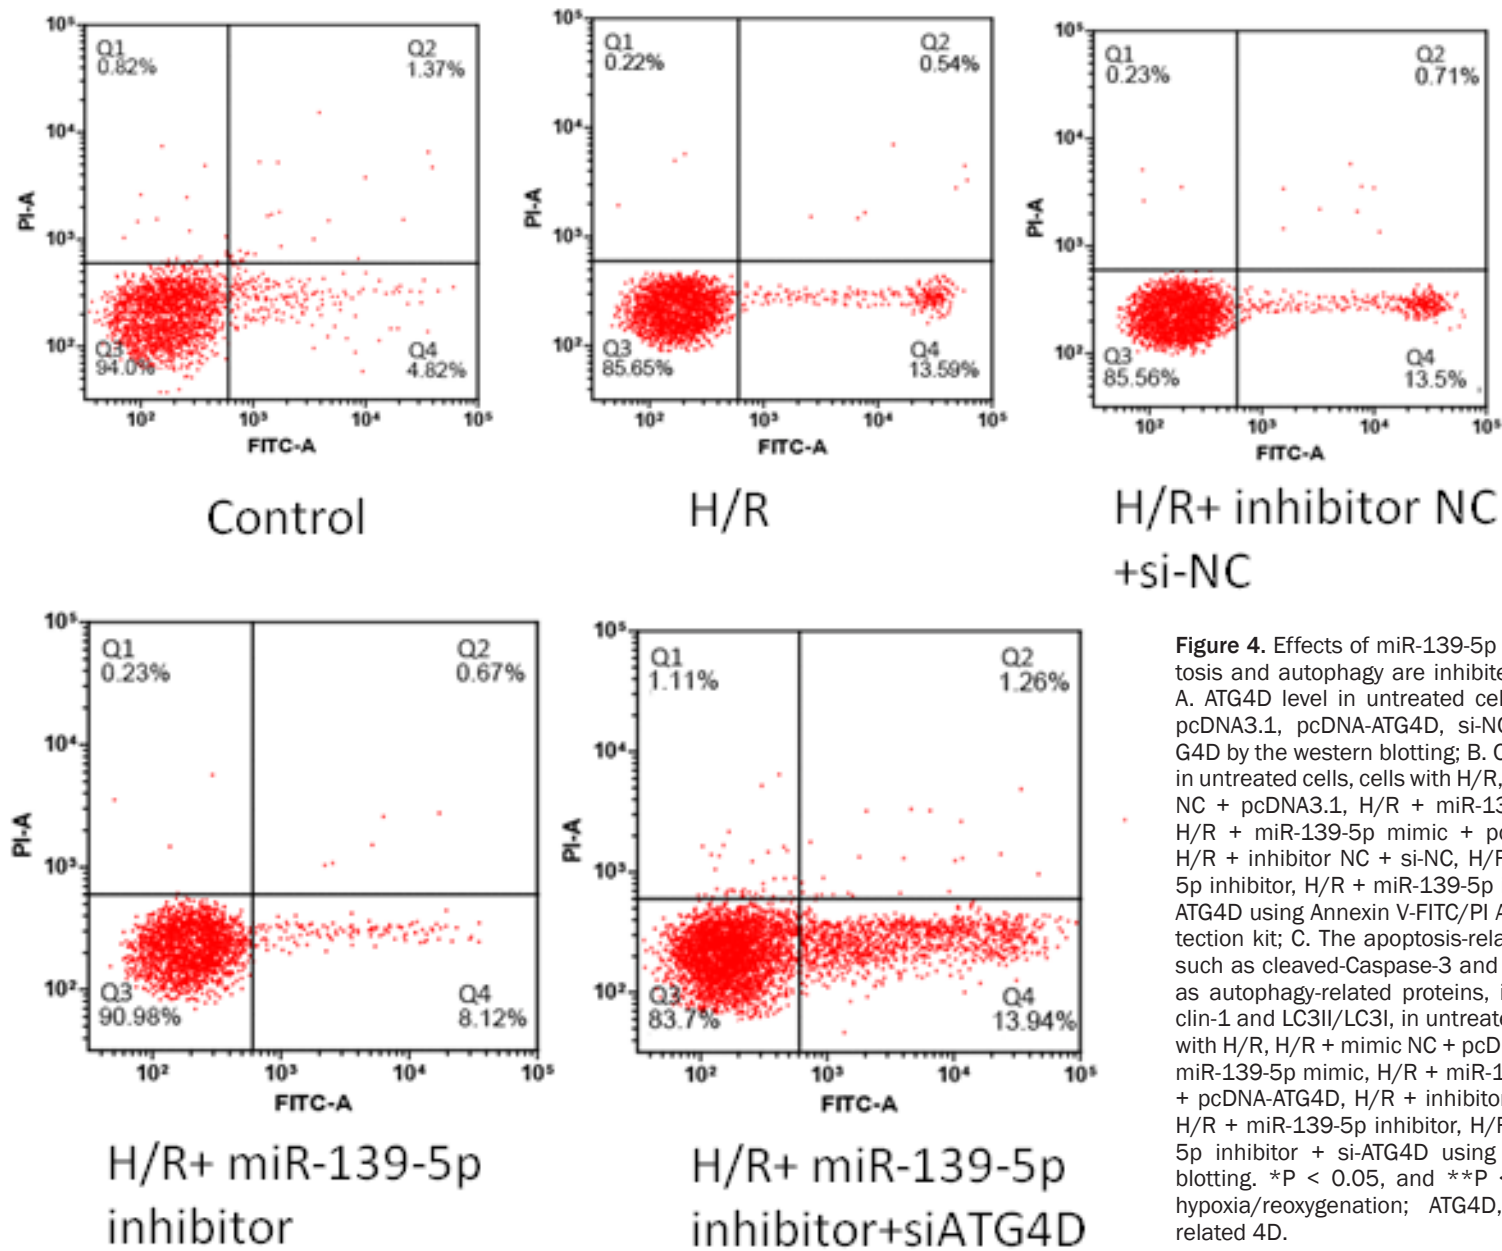 10⁵
10⁴
10³
10²
PI-A
Q1
0.82%
Q2
1.37%
Q3
94.0%
Q4
4.82%
10²
10³
10⁴
10⁵
FITC-A
Control
10⁵
10⁴
10³
10²
PI-A
Q1
0.22%
Q2
0.54%
Q3
85.65%
Q4
13.59%
10²
10³
10⁴
10⁵
FITC-A
H/R
10⁵
10⁴
10³
10²
PI-A
Q1
0.23%
Q2
0.71%
Q3
85.56%
Q4
13.5%
10²
10³
10⁴
10⁵
FITC-A
H/R+ inhibitor NC
+si-NC
10⁵
10⁴
10³
10²
PI-A
Q1
0.23%
Q2
0.67%
Q3
90.98%
Q4
8.12%
10²
10³
10⁴
10⁵
FITC-A
H/R+ miR-139-5p
inhibitor
10⁵
10⁴
10³
10²
PI-A
Q1
1.11%
Q2
1.26%
Q3
83.7%
Q4
13.94%
10²
10³
10⁴
10⁵
FITC-A
H/R+ miR-139-5p
inhibitor+siATG4D
Figure 4. Effects of miR-139-5p
tosis and autophagy are inhibite
A. ATG4D level in untreated cel
pcDNA3.1, pcDNA-ATG4D, si-NC
G4D by the western blotting; B. C
in untreated cells, cells with H/R,
NC + pcDNA3.1, H/R + miR-13
H/R + miR-139-5p mimic + pc
H/R + inhibitor NC + si-NC, H/R
5p inhibitor, H/R + miR-139-5p
ATG4D using Annexin V-FITC/PI A
tection kit; C. The apoptosis-rela
such as cleaved-Caspase-3 and
as autophagy-related proteins, i
clin-1 and LC3II/LC3I, in untreate
with H/R, H/R + mimic NC + pcD
miR-139-5p mimic, H/R + miR-1
+ pcDNA-ATG4D, H/R + inhibitor
H/R + miR-139-5p inhibitor, H/R
5p inhibitor + si-ATG4D using
blotting. *P < 0.05, and **P <
hypoxia/reoxygenation; ATG4D,
related 4D.